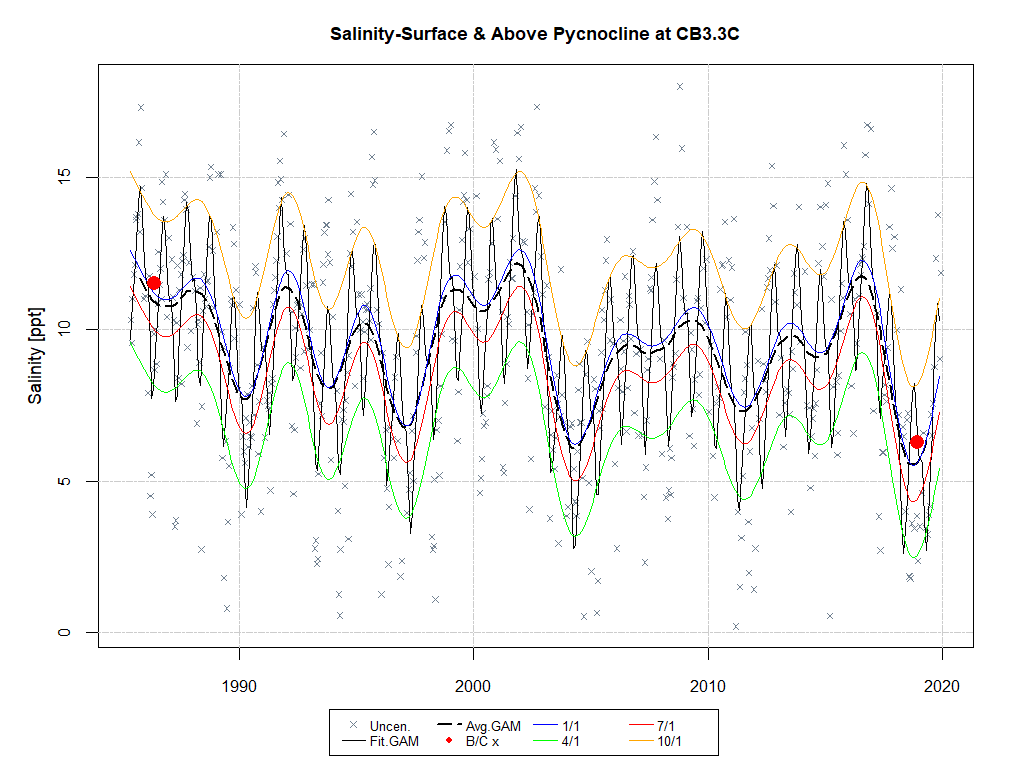 Salinity-Surface & Above Pycnocline at CB3.3C
Salinity [ppt]
15
10
5
0
1990 2000 2010 2020
Uncen. Avg.GAM 1/1 7/1
Fit.GAM B/C x 4/1 10/1